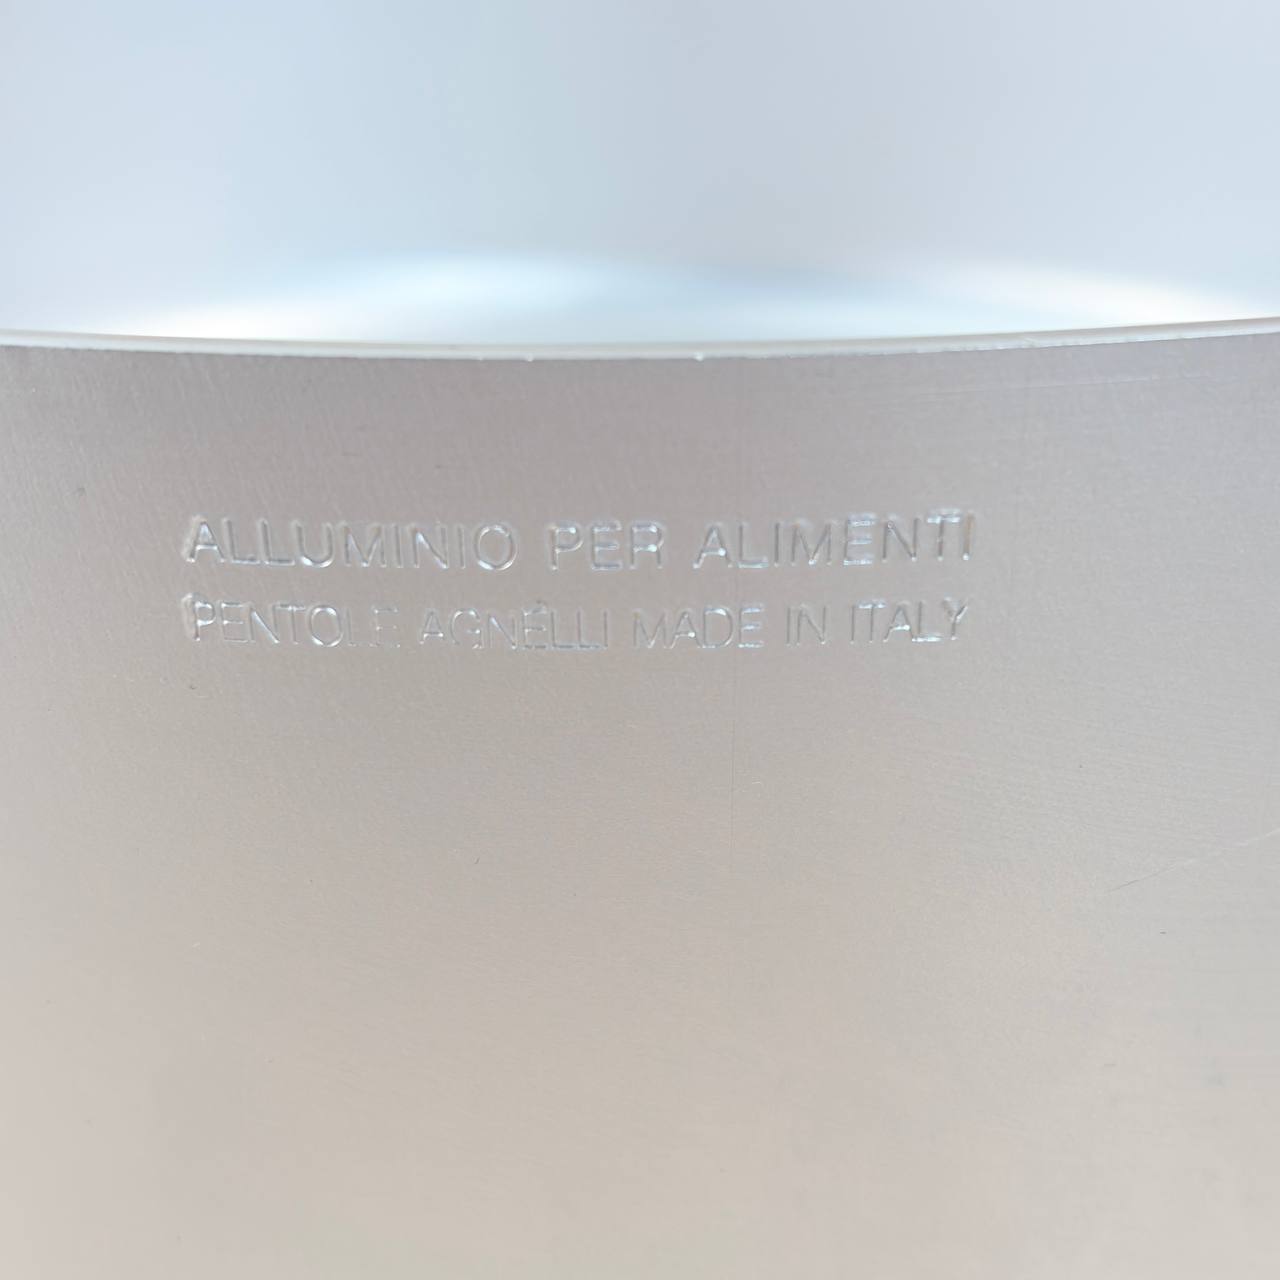 ALLUMINIO PER ALIMENTI
PENTOLE AGNELLI MADE IN ITALY